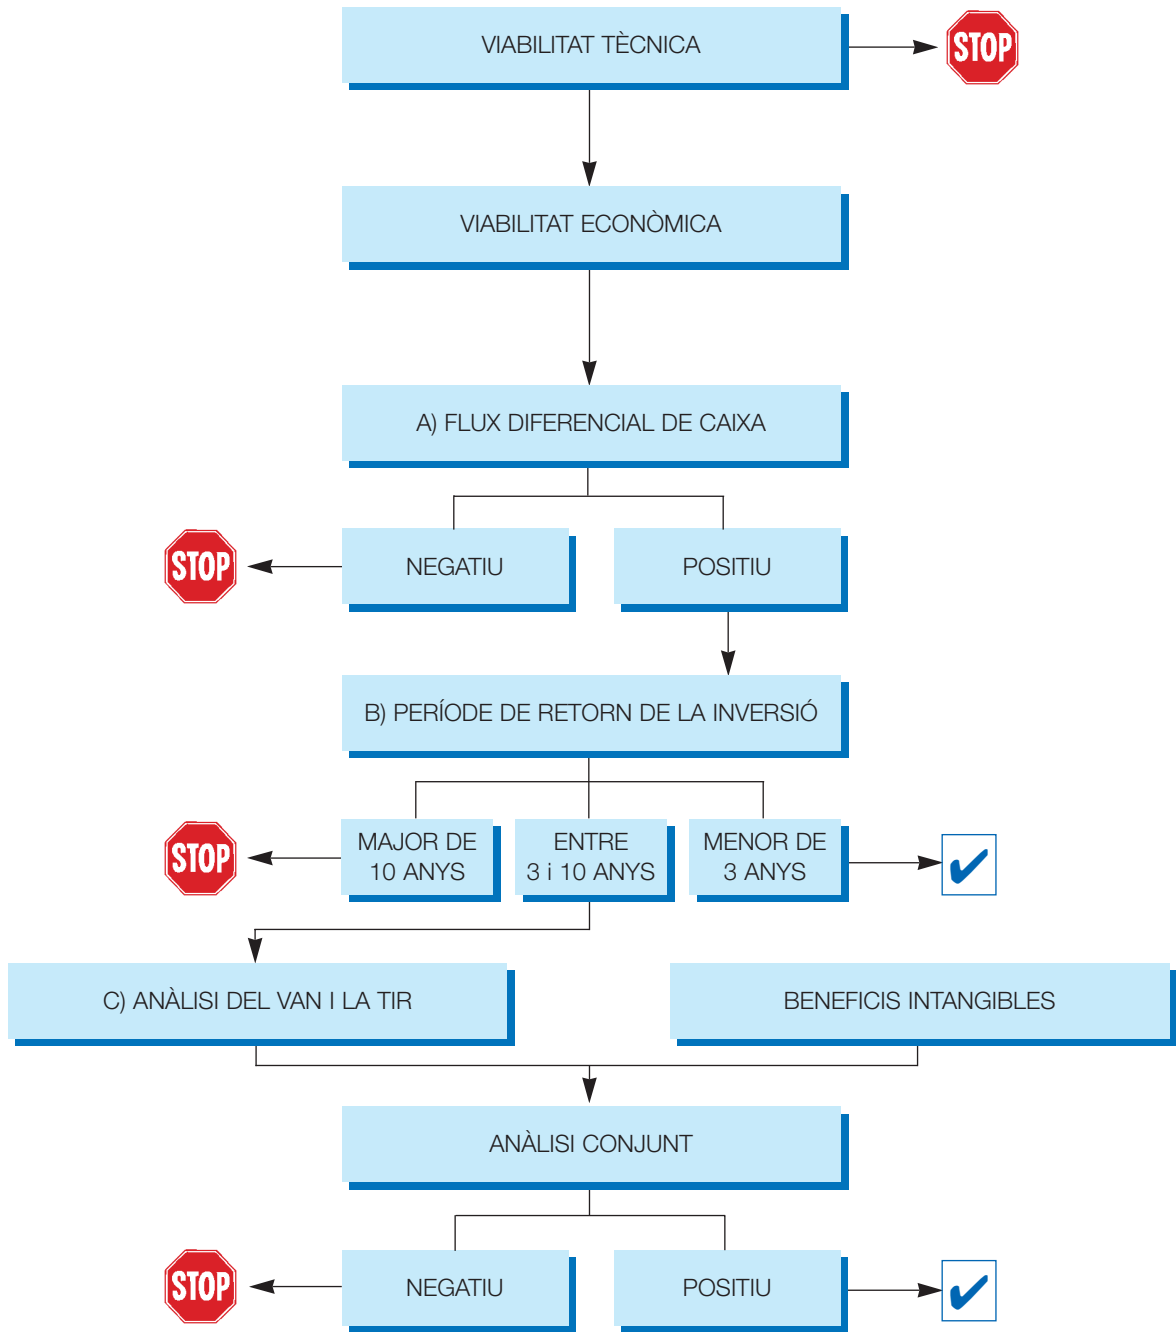 VIABILITAT TÈCNICA
STOP
VIABILITAT ECONÒMICA
A) FLUX DIFERENCIAL DE CAIXA
STOP
NEGATIU
POSITIU
B) PERÍODE DE RETORN DE LA INVERSIÓ
STOP
MAJOR DE
10 ANYS
ENTRE
3 i 10 ANYS
MENOR DE
3 ANYS
C) ANÀLISI DEL VAN I LA TIR
BENEFICIS INTANGIBLES
ANÀLISI CONJUNT
STOP
NEGATIU
POSITIU